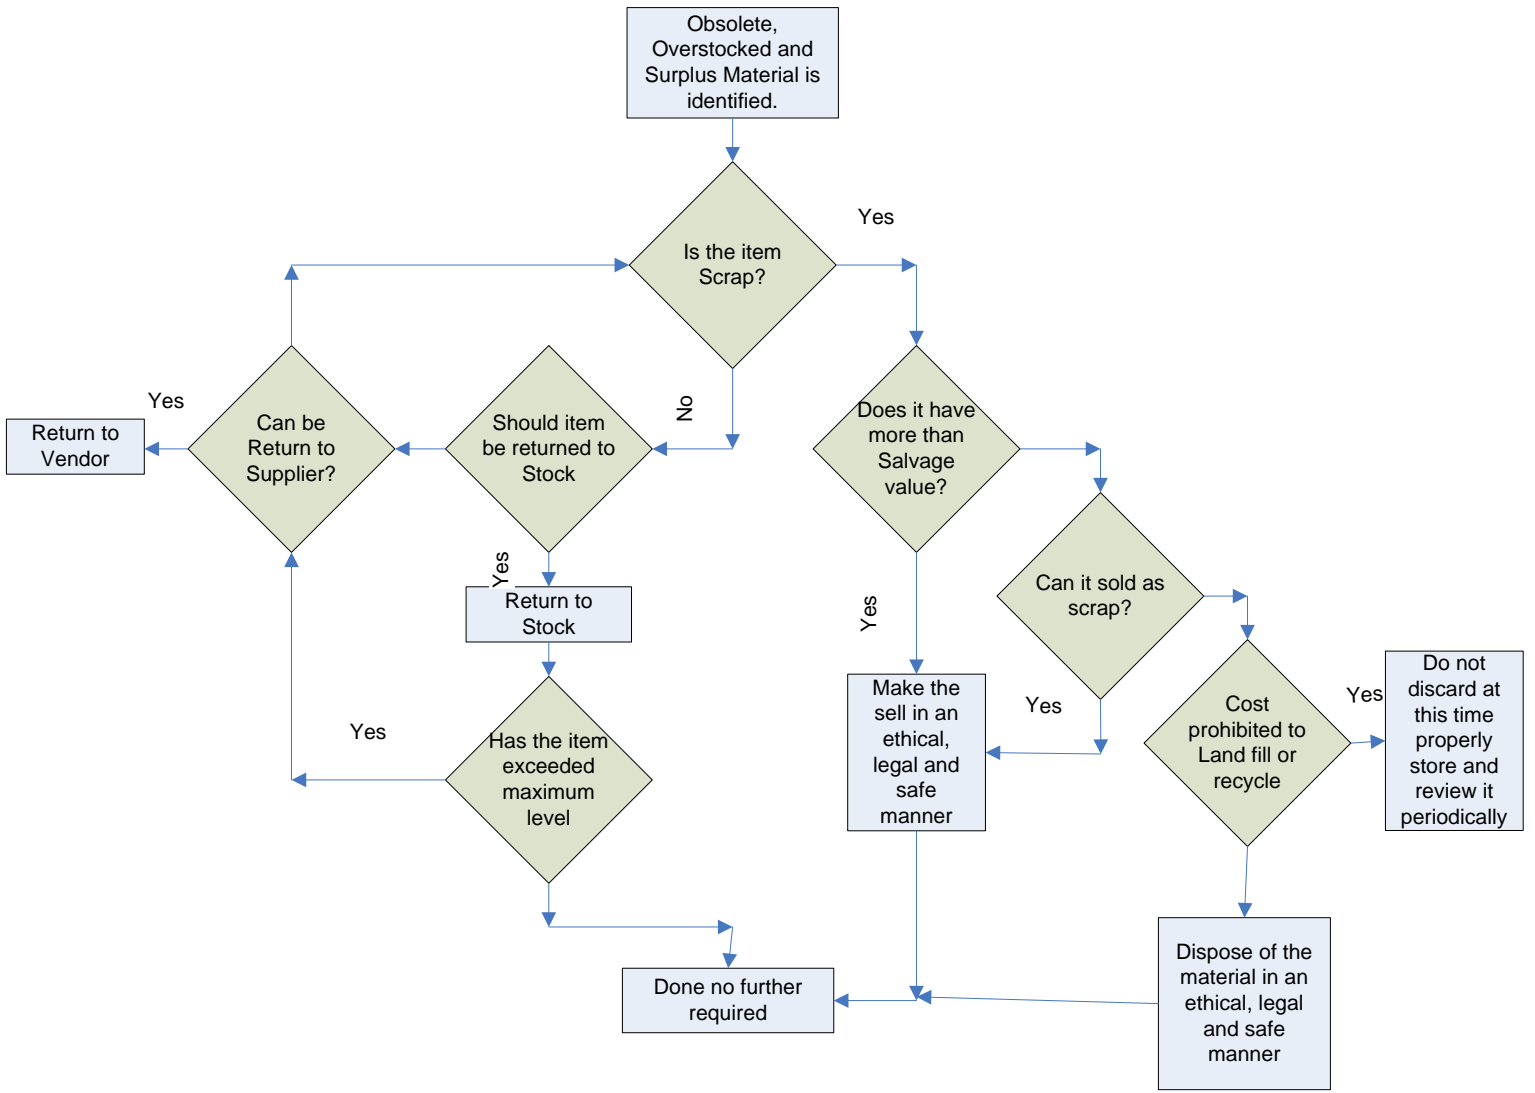 Obsolete,
Overstocked and
Surplus Material is
identified.
Is the item
Scrap?
Yes
No
Should item
be returned to
Stock
Can be
Return to
Supplier?
Yes
Return to
Vendor
Yes
Return to
Stock
Has the item
exceeded
maximum
level
Yes
Does it have
more than
Salvage
value?
Yes
Can it sold as
scrap?
Yes
Make the
sell in an
ethical,
legal and
safe
manner
Cost
prohibited to
Land fill or
recycle
Yes
Do not
discard at
this time
properly
store and
review it
periodically
Dispose of the
material in an
ethical, legal
and safe
manner
Done no further
required